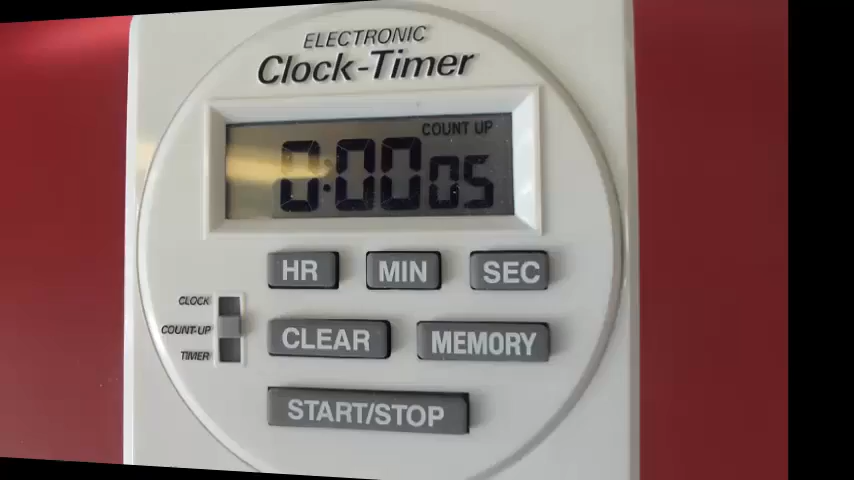 ELECTRONIC
Clock-Timer
COUNT UP
0:00 05
HR MIN SEC
CLOCK
COUNT-UP
TIMER
CLEAR MEMORY
START/STOP